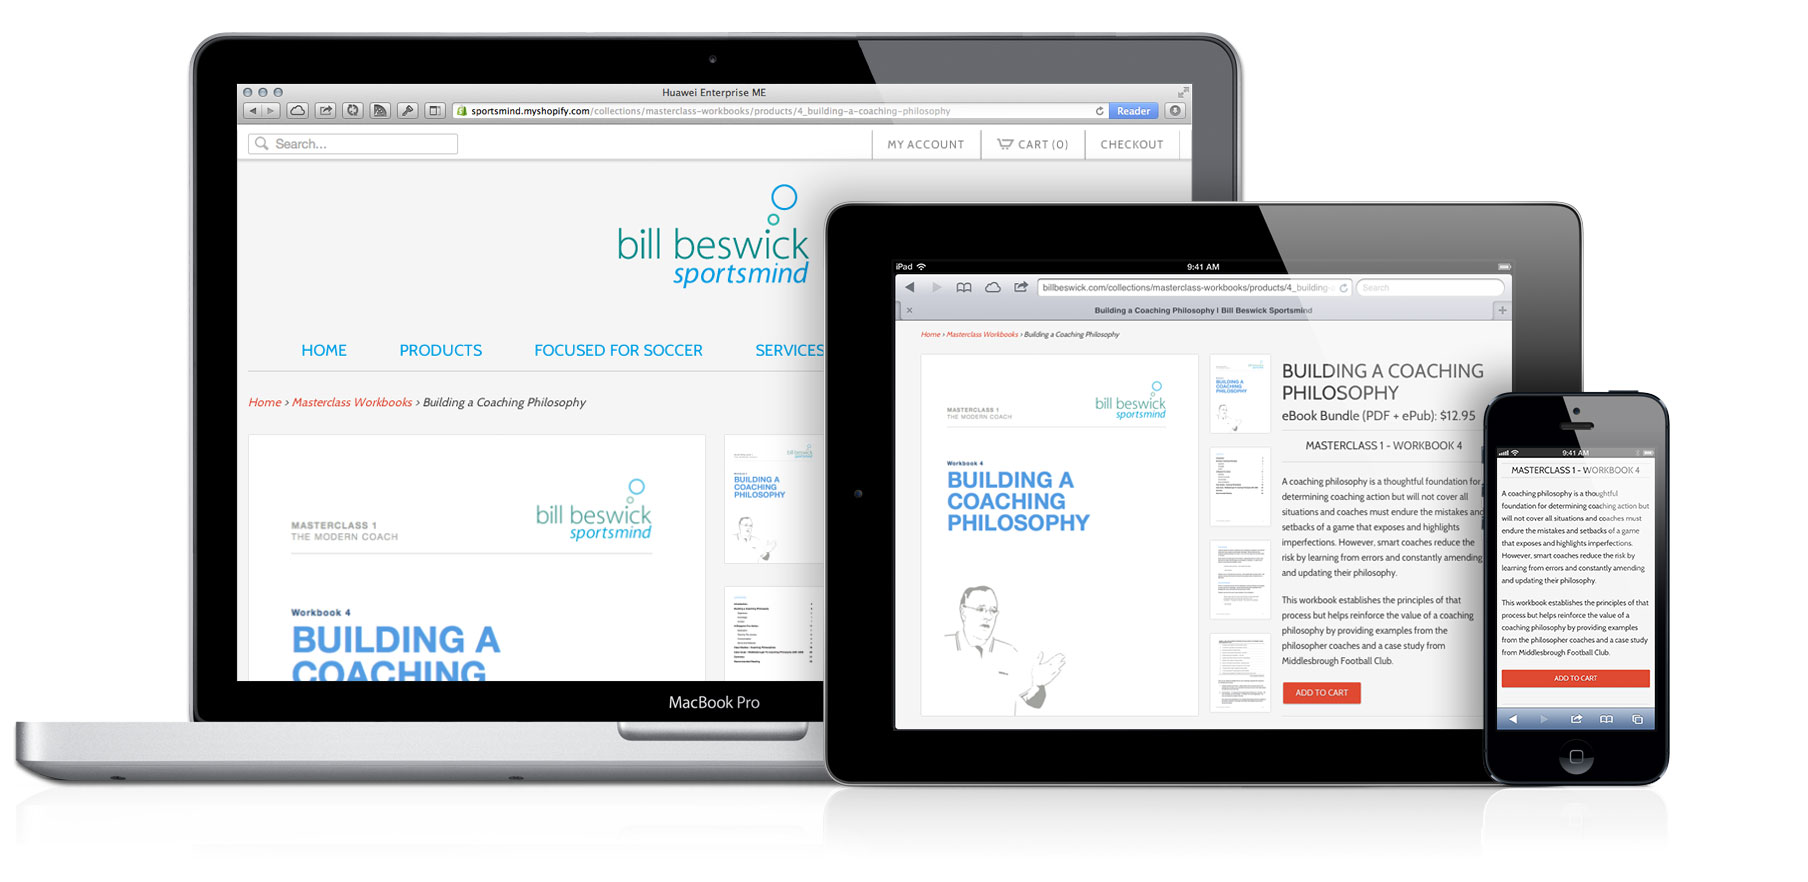 Huawei Enterprise ME
sportsmind.myshopify.com/collections/masterclass-workbooks/products/4_building-a-coaching-philosophy
Reader
Search...
MY ACCOUNT
CART (0)
CHECKOUT
bill beswick
sportsmind
HOME
PRODUCTS
FOCUSED FOR SOCCER
SERVICES
Home › Masterclass Workbooks › Building a Coaching Philosophy
MASTERCLASS 1
THE MODERN COACH
bill beswick
sportsmind
Workbook 4
BUILDING A
COACHING
BUILDING A
COACHING
PHILOSOPHY
MacBook Pro
iPad
9:41 AM
billbeswick.com/collections/masterclass-workbooks/products/4_building-
Search
Building a Coaching Philosophy | Bill Beswick Sportsmind
Home › Masterclass Workbooks › Building a Coaching Philosophy
MASTERCLASS 1
THE MODERN COACH
bill beswick
sportsmind
Workbook 4
BUILDING A
COACHING
PHILOSOPHY
BUILDING A
COACHING
PHILOSOPHY
BUILDING A COACHING
PHILOSOPHY
eBook Bundle (PDF + ePub): $12.95
MASTERCLASS 1 - WORKBOOK 4
A coaching philosophy is a thoughtful foundation for
determining coaching action but will not cover all
situations and coaches must endure the mistakes and
setbacks of a game that exposes and highlights
imperfections. However, smart coaches reduce the
risk by learning from errors and constantly amending
and updating their philosophy.
This workbook establishes the principles of that
process but helps reinforce the value of a coaching
philosophy by providing examples from the
philosopher coaches and a case study from
Middlesbrough Football Club.
ADD TO CART
9:41 AM
MASTERCLASS 1 - WORKBOOK 4
A coaching philosophy is a thoughtful
foundation for determining coaching action but
will not cover all situations and coaches must
endure the mistakes and setbacks of a game
that exposes and highlights imperfections.
However, smart coaches reduce the risk by
learning from errors and constantly amending
and updating their philosophy.
This workbook establishes the principles of that
process but helps reinforce the value of a
coaching philosophy by providing examples
from the philosopher coaches and a case study
from Middlesbrough Football Club.
ADD TO CART